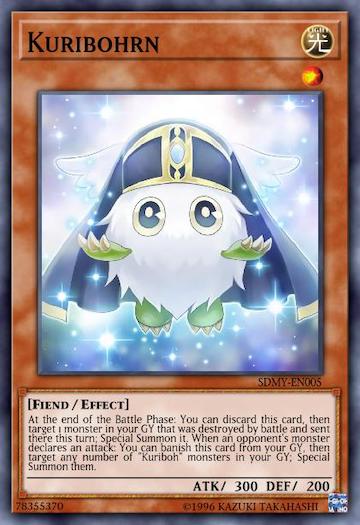 KURIBOHRN
LIGHT
光
SDMY-EN005
[FIEND / EFFECT]
At the end of the Battle Phase: You can discard this card, then
target 1 monster in your GY that was destroyed by battle and sent
there this turn; Special Summon it. When an opponent's monster
declares an attack: You can banish this card from your GY, then
target any number of "Kuriboh" monsters in your GY; Special
Summon them.
ATK/ 300 DEF/ 200
78355370
©1996 KAZUKI TAKAHASHI